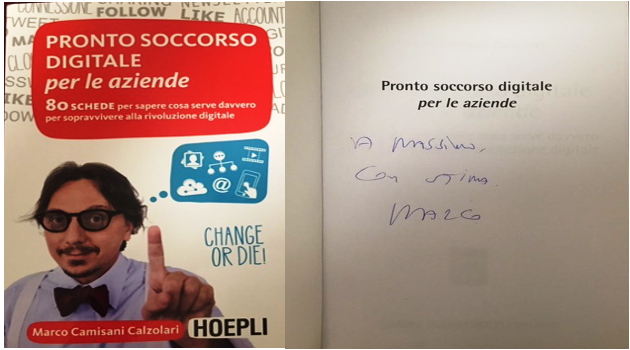 FOLLOW
LIKE
ACCOUNT
TWEET
PRONTO SOCCORSO
DIGITALE
per le aziende
80 SCHEDE per sapere cosa serve davvero
per sopravvivere alla rivoluzione digitale
@
CHANGE
OR DIE!
Marco Camisani Calzolari
HOEPLI
Pronto soccorso digitale
per le aziende
A Massimo,
con stima.
Marco